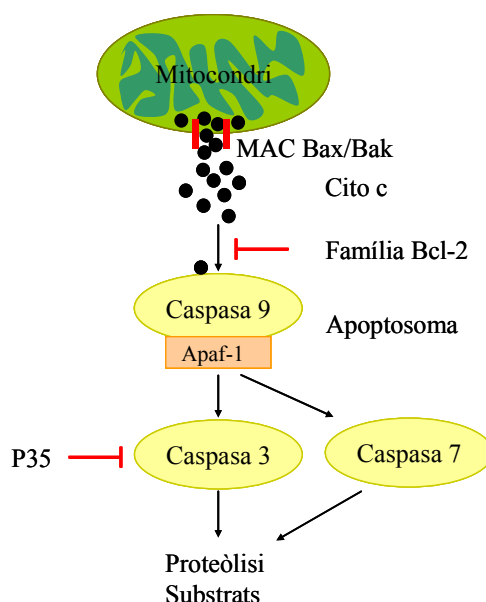 Mitocondri
MAC Bax/Bak
Cito c
Família Bcl-2
Caspasa 9
Apoptosoma
Apaf-1
P35
Caspasa 3
Caspasa 7
Proteòlisi
Substrats